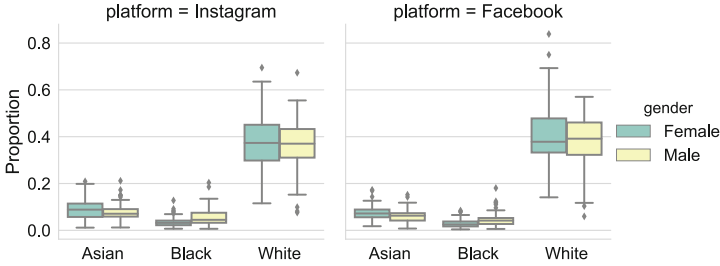 platform = Instagram
platform = Facebook
Proportion
0.8
0.6
0.4
0.2
0.0
Asian
Black
White
Asian
Black
White
gender
Female
Male